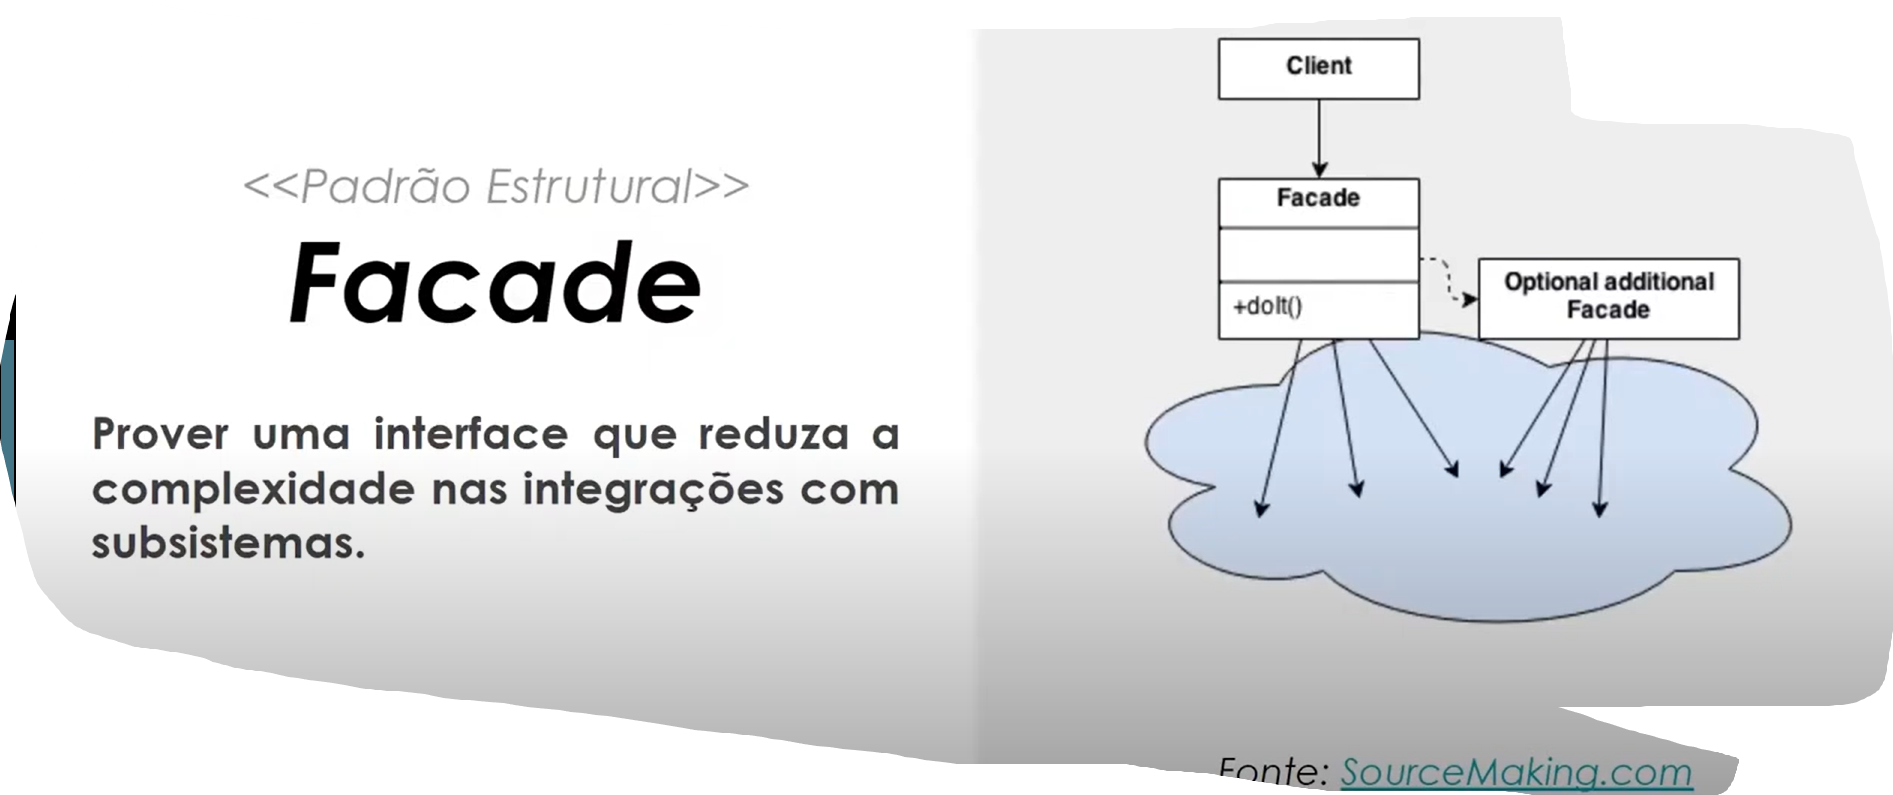 <<Padrão Estrutural>>
Facade
Prover uma interface que reduza a
complexidade nas integrações com
subsistemas.
Client
Facade
+doIt()
Optional additional
Facade
Fonte: SourceMaking.com